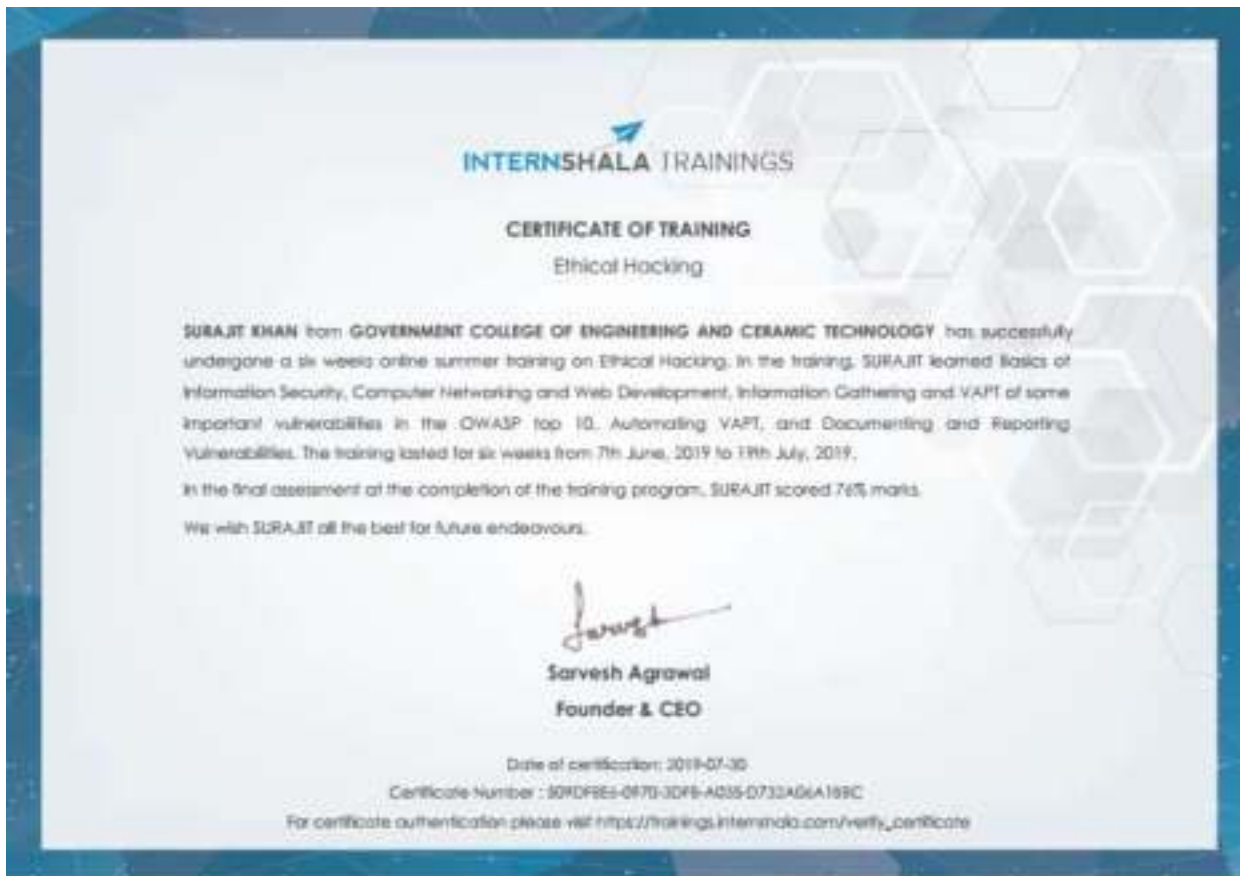 INTERNSHALA TRAININGS
CERTIFICATE OF TRAINING
Ethical Hacking
SURAJIT KHAN from GOVERNMENT COLLEGE OF ENGINEERING AND CERAMIC TECHNOLOGY has successfully
undergone a six weeks online summer training on Ethical Hacking. In the training, SURAJIT learned Basics of
Information Security, Computer Networking and Web Development, Information Gathering and VAPT of some
important vulnerabilities in the OWASP top 10, Automating VAPT, and Documenting and Reporting
Vulnerabilities. The training lasted for six weeks from 7th June, 2019 to 19th July, 2019.
In the final assessment at the completion of the training program, SURAJIT scored 76% marks.
We wish SURAJIT all the best for future endeavours.
Sarvesh
Sarvesh Agrawal
Founder & CEO
Date of certification: 2019-07-30
Certificate Number :
For certificate authentication please visit https://trainings.internshala.com/verify_certificate